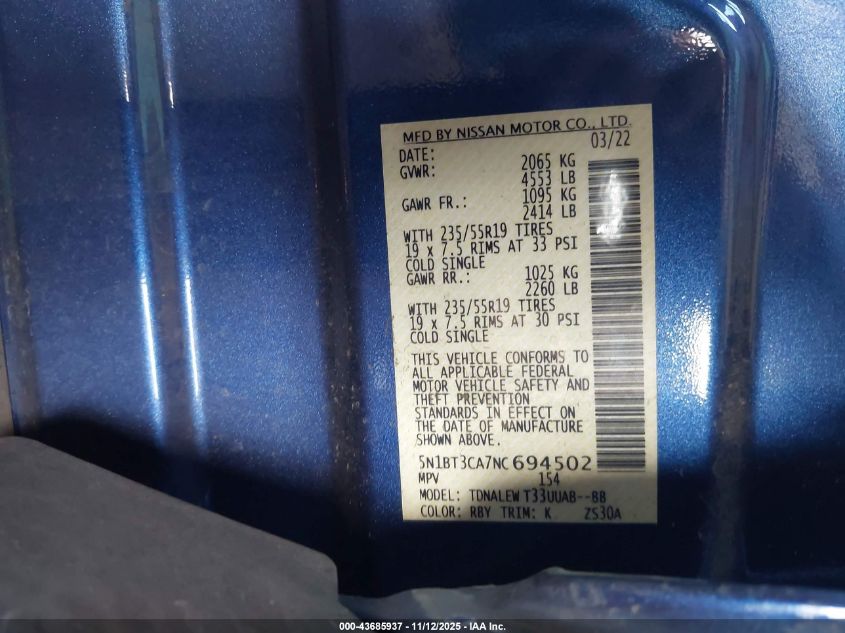 MFD BY NISSAN MOTOR CO., LTD.
DATE: 03/22
GVWR: 2065 KG
4553 LB
GAWR FR.: 1095 KG
2414 LB
WITH 235/55R19 TIRES
19 x 7.5 RIMS AT 33 PSI
COLD SINGLE
GAWR RR.: 1025 KG
2260 LB
WITH 235/55R19 TIRES
19 x 7.5 RIMS AT 30 PSI
COLD SINGLE
THIS VEHICLE CONFORMS TO
ALL APPLICABLE FEDERAL
MOTOR VEHICLE SAFETY AND
THEFT PREVENTION
STANDARDS IN EFFECT ON
THE DATE OF MANUFACTURE
SHOWN ABOVE.
5N1BT3CA7NC694502
MPV 154
MODEL: TDNALEW T33UUAB--BB
COLOR: RBY TRIM: K ZS30A
000-43685937 - 11/12/2025 - IAA Inc.